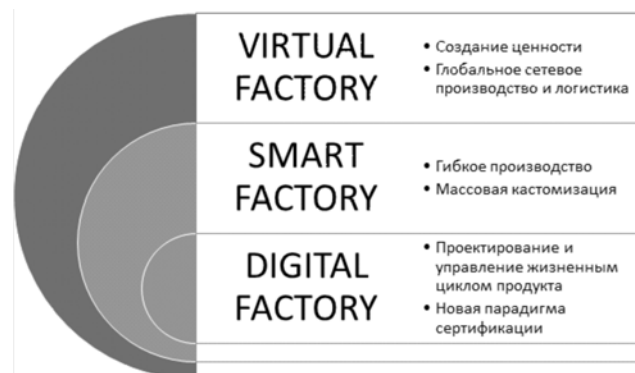 VIRTUAL
FACTORY
• Создание ценности
• Глобальное сетевое
производство и логистика
SMART
FACTORY
• Гибкое производство
• Массовая кастомизация
DIGITAL
FACTORY
• Проектирование и
управление жизненным
циклом продукта
• Новая парадигма
сертификации